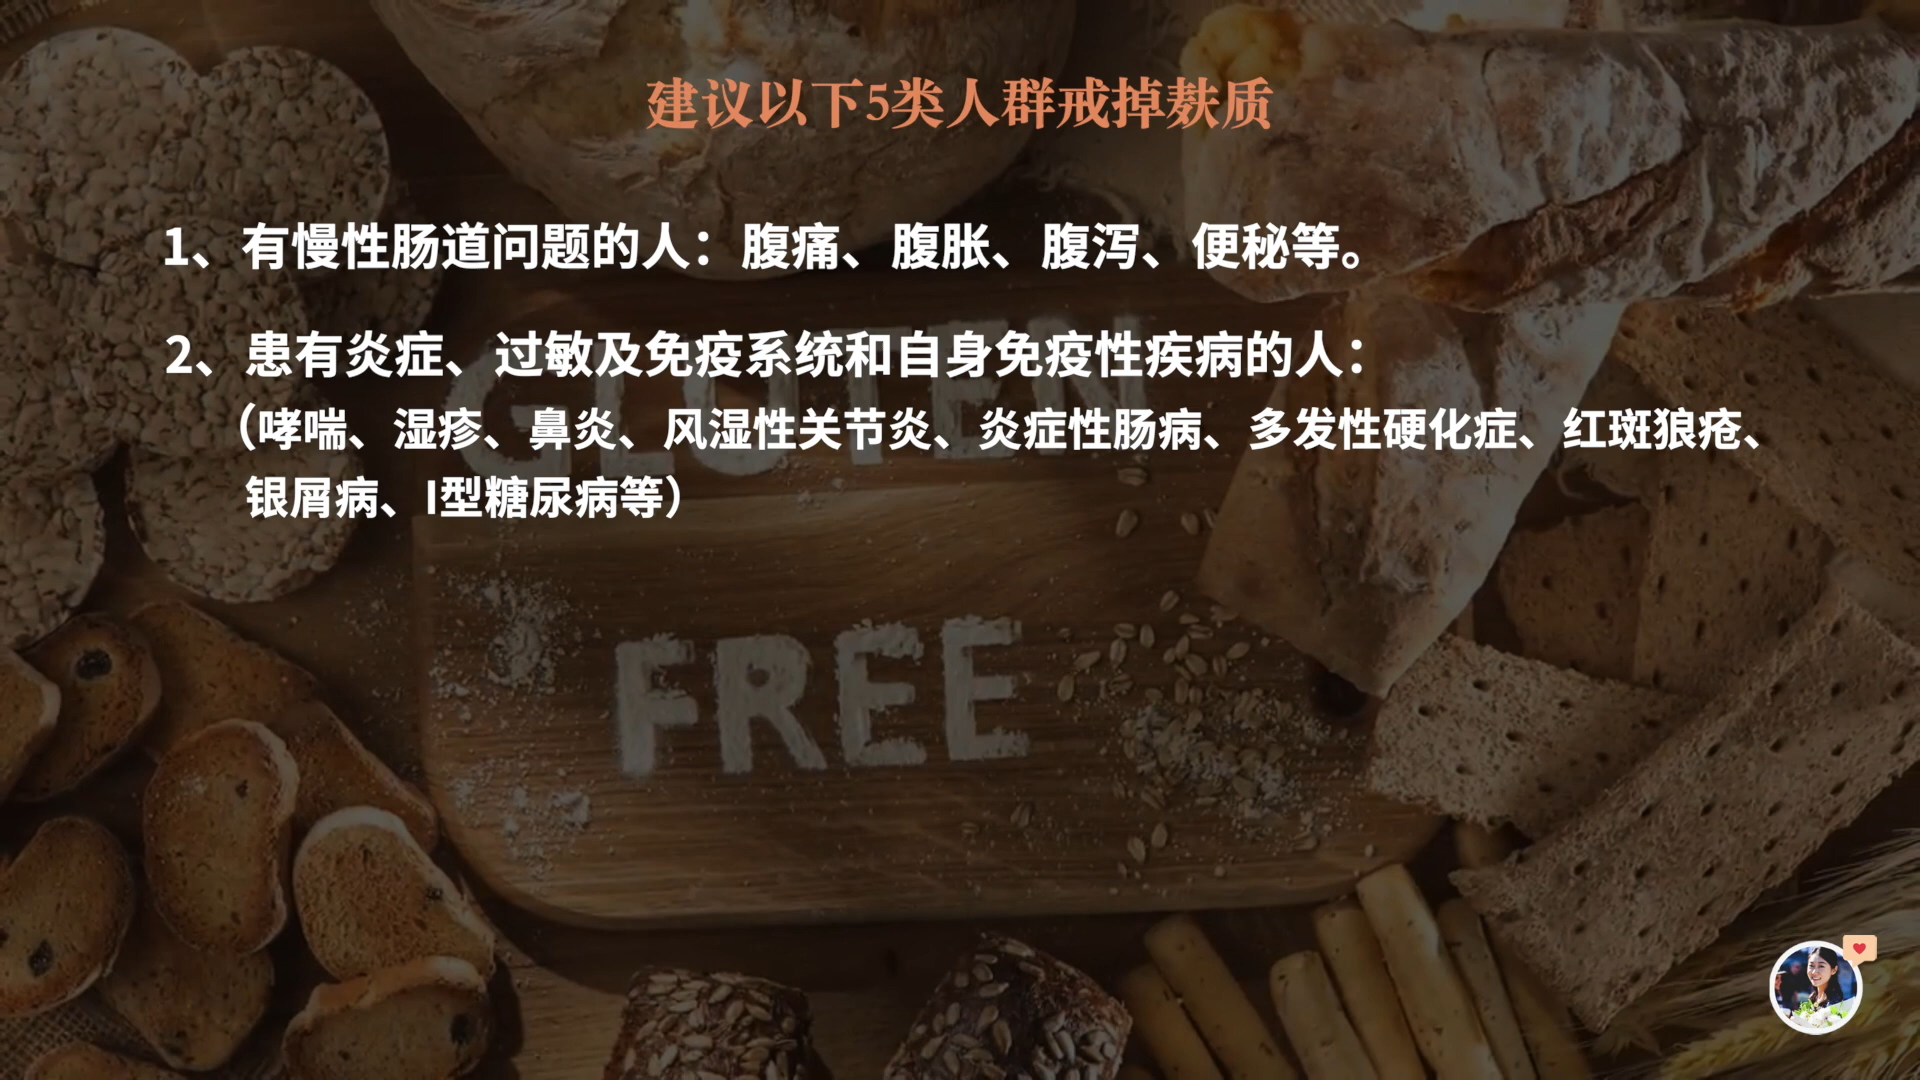 建议以下5类人群戒掉麸质
1、有慢性肠道问题的人：腹痛、腹胀、腹泻、便秘等。
2、患有炎症、过敏及免疫系统和自身免疫性疾病的人：
（哮喘、湿疹、鼻炎、风湿性关节炎、炎症性肠病、多发性硬化症、红斑狼疮、
银屑病、I型糖尿病等）
GLUTEN
FREE